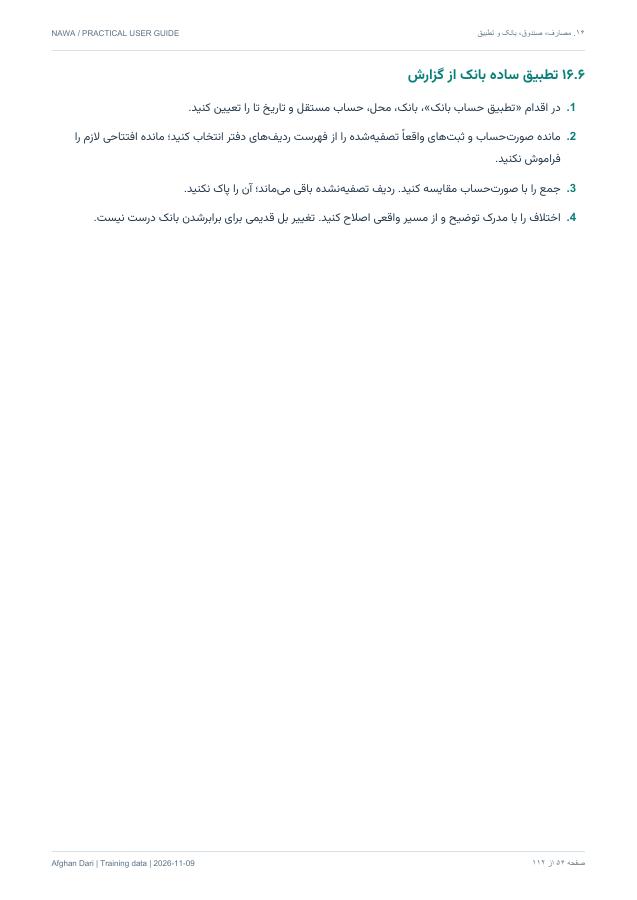 NAWA / PRACTICAL USER GUIDE
۱۶. مصارف، صندوق، بانک و تطبیق
۱۶.۶ تطبیق ساده بانک از گزارش
1. در اقدام «تطبیق حساب بانک»، بانک، محل، حساب مستقل و تاریخ تا را تعیین کنید.
2. مانده صورت‌حساب و ثبت‌های واقعاً تصفیه‌شده را از فهرست ردیف‌های دفتر انتخاب کنید؛ مانده افتتاحی لازم را
فراموش نکنید.
3. جمع را با صورت‌حساب مقایسه کنید. ردیف تصفیه‌نشده باقی می‌ماند؛ آن را پاک نکنید.
4. اختلاف را با مدرک توضیح و از مسیر واقعی اصلاح کنید. تغییر بل قدیمی برای برابرشدن بانک درست نیست.
Afghan Dari | Training data | 2026-11-09
صفحه ۵۴ از ۱۱۲